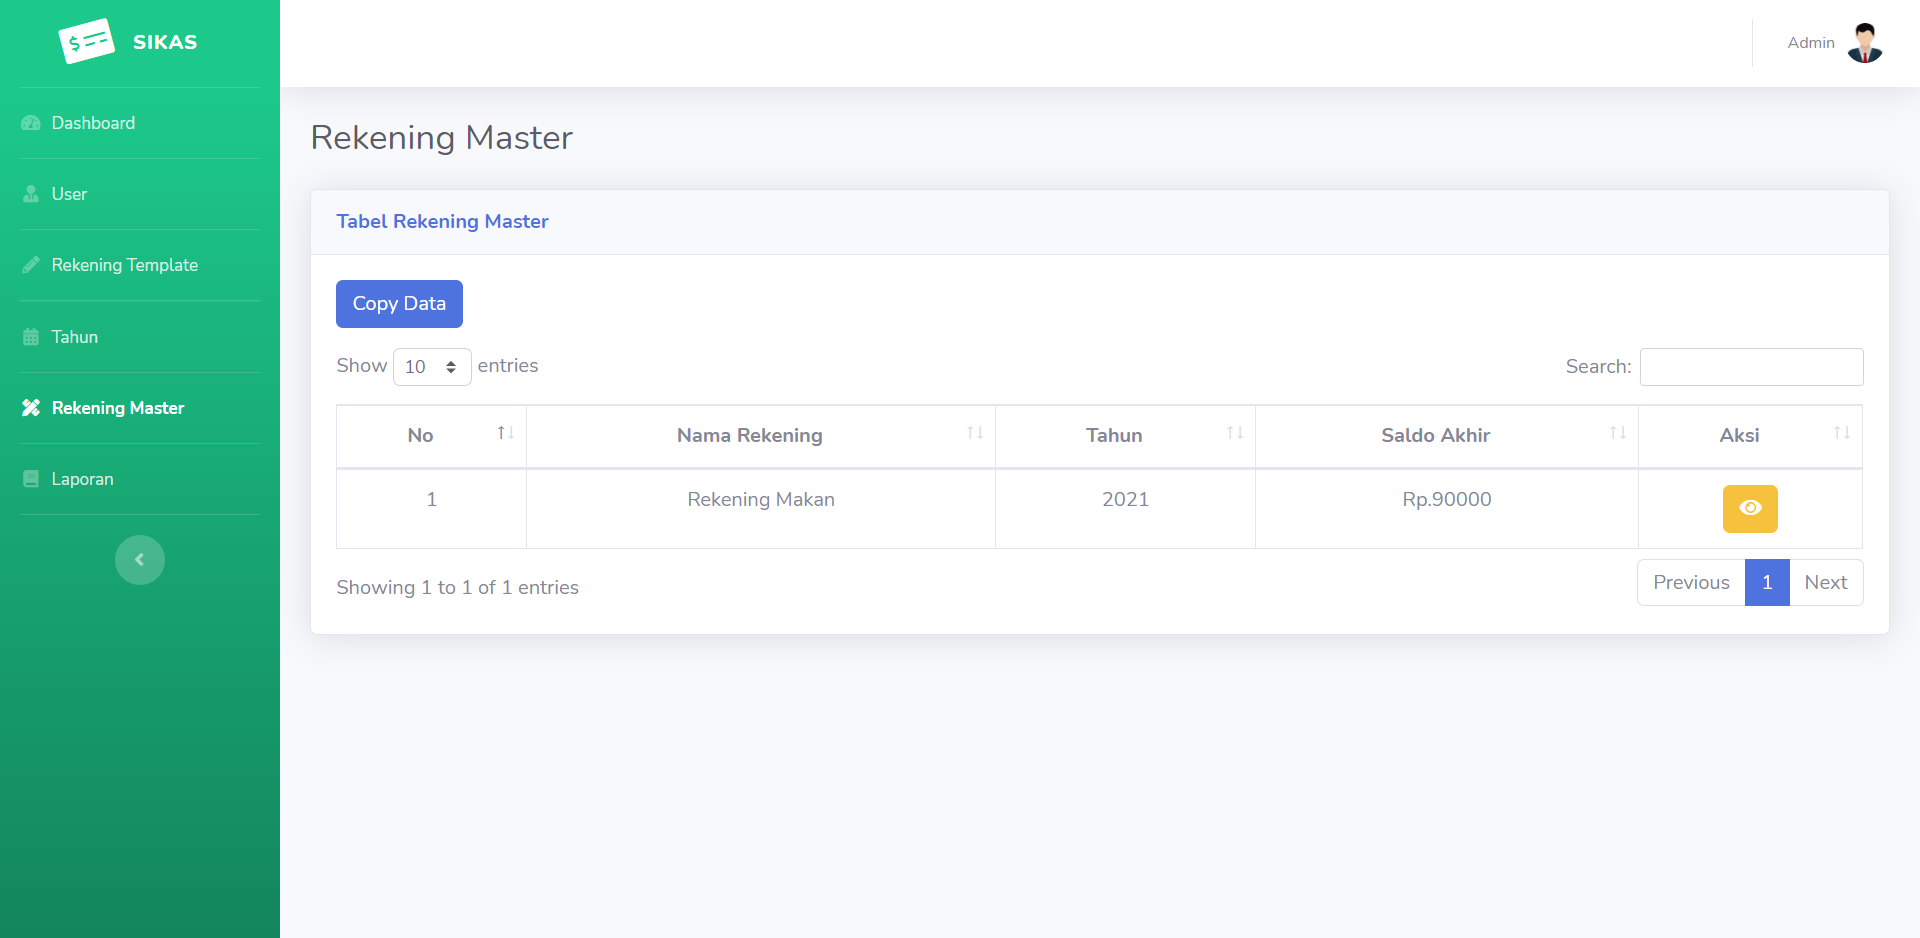 SIKAS
Admin
Dashboard
User
Rekening Template
Tahun
Rekening Master
Laporan
Rekening Master
Tabel Rekening Master
Copy Data
Show 10 entries
Search:
No Nama Rekening Tahun Saldo Akhir Aksi
1 Rekening Makan 2021 Rp.90000
Showing 1 to 1 of 1 entries
Previous 1 Next